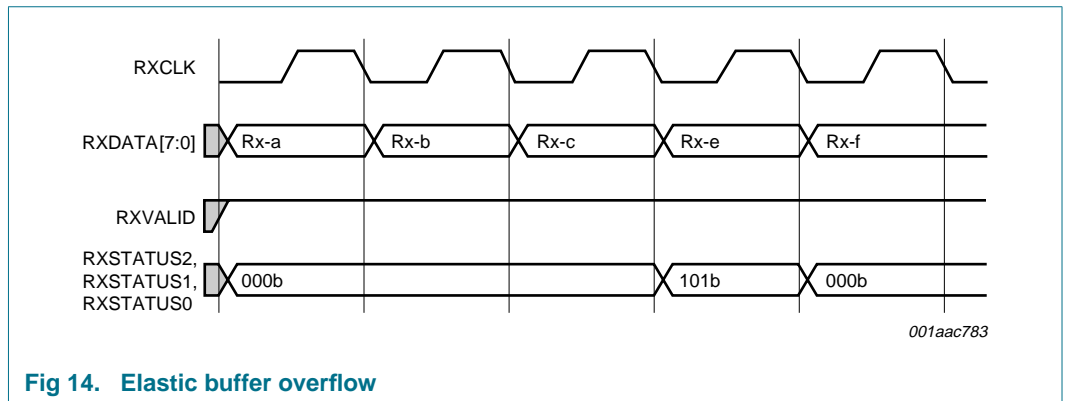 RXCLK
RXDATA[7:0] Rx-a Rx-b Rx-c Rx-e Rx-f
RXVALID
RXSTATUS2,
RXSTATUS1, 000b 101b 000b
RXSTATUS0
001aac783
Fig 14. Elastic buffer overflow